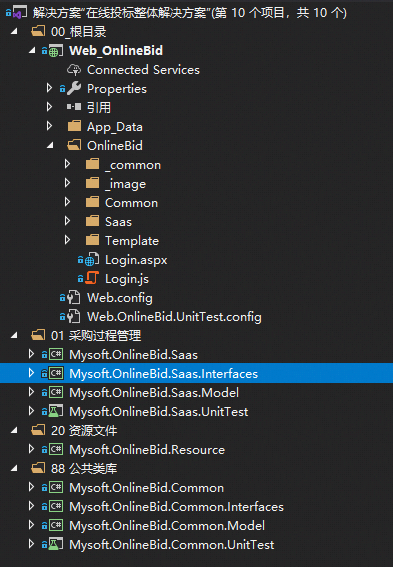 解决方案"在线投标整体解决方案"(第 10 个项目，共 10 个)
00_根目录
Web_OnlineBid
Connected Services
Properties
引用
App_Data
OnlineBid
_common
_image
Common
Saas
Template
Login.aspx
Login.js
Web.config
Web.OnlineBid.UnitTest.config
01 采购过程管理
Mysoft.OnlineBid.Saas
Mysoft.OnlineBid.Saas.Interfaces
Mysoft.OnlineBid.Saas.Model
Mysoft.OnlineBid.Saas.UnitTest
20 资源文件
Mysoft.OnlineBid.Resource
88 公共类库
Mysoft.OnlineBid.Common
Mysoft.OnlineBid.Common.Interfaces
Mysoft.OnlineBid.Common.Model
Mysoft.OnlineBid.Common.UnitTest